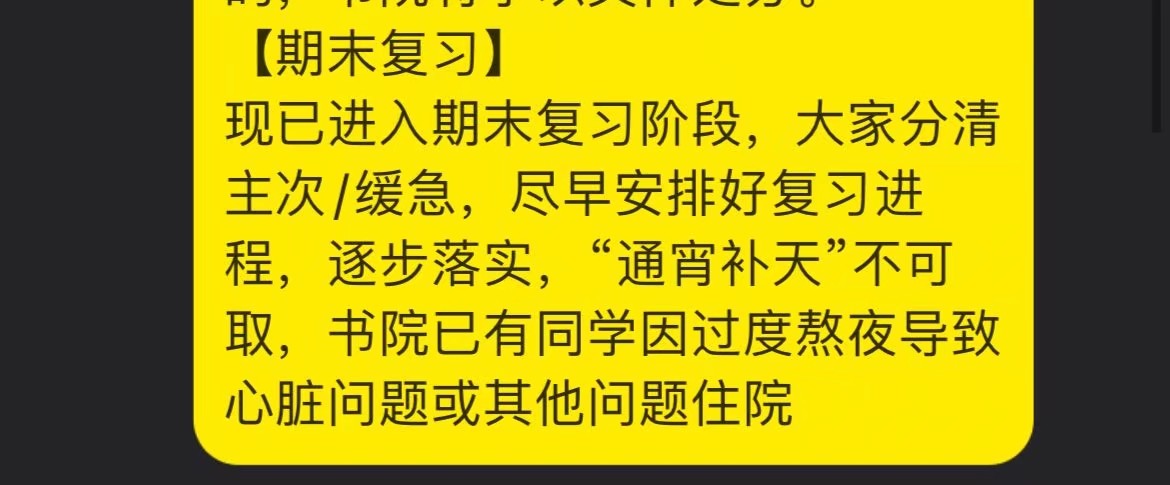 【期末复习】
现已进入期末复习阶段，大家分清
主次/缓急，尽早安排好复习进
程，逐步落实，“通宵补天”不可
取，书院已有同学因过度熬夜导致
心脏问题或其他问题住院